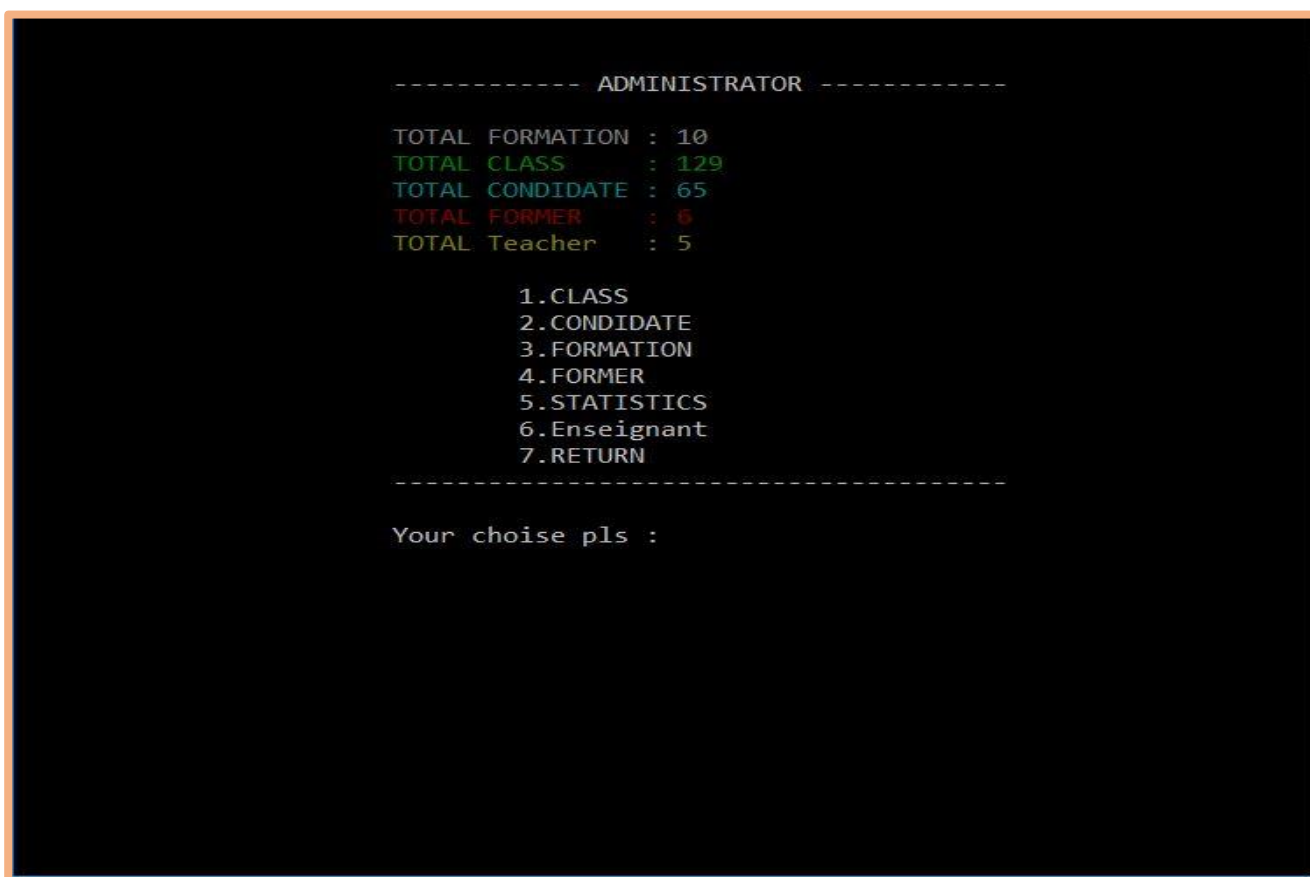 ------------ ADMINISTRATOR ------------
TOTAL FORMATION : 10
TOTAL CLASS : 129
TOTAL CONDIDATE : 65
TOTAL FORMER : 6
TOTAL Teacher : 5
1.CLASS
2.CONDIDATE
3.FORMATION
4.FORMER
5.STATISTICS
6.Enseignant
7.RETURN
---------------------------------------
Your choise pls :